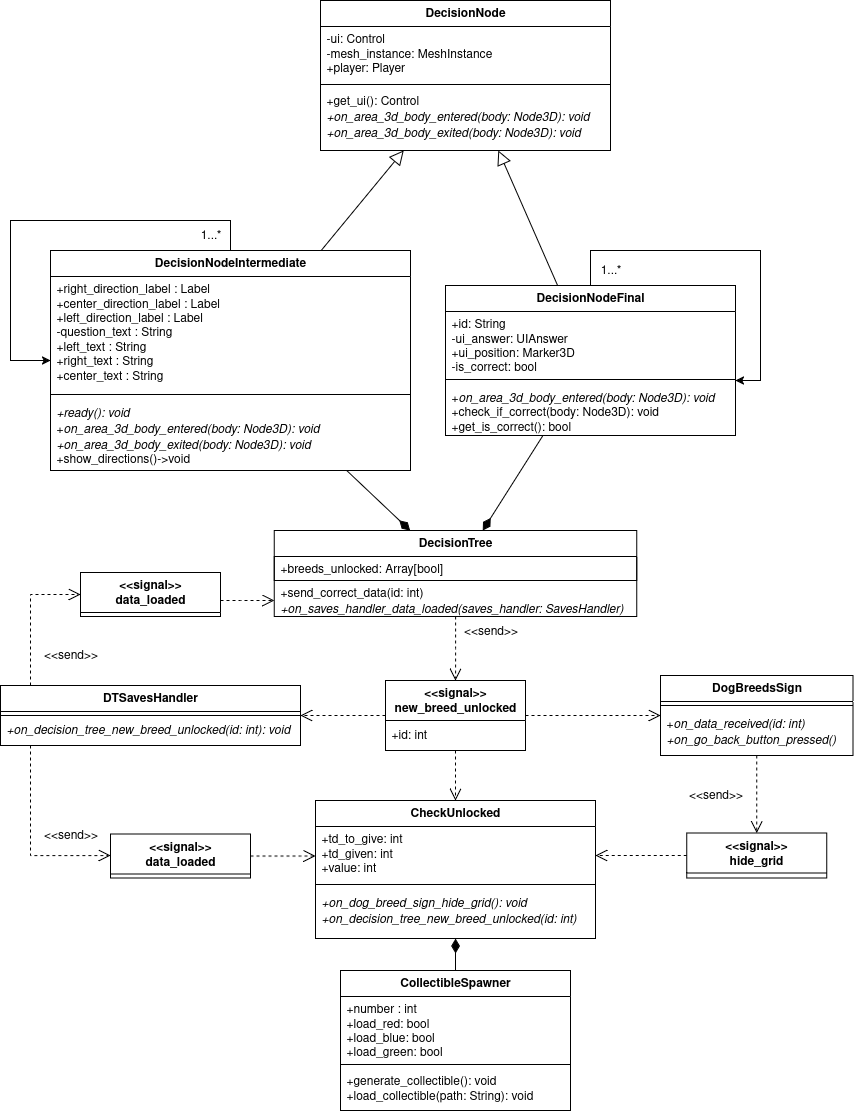 DecisionNode
-ui: Control
-mesh_instance: MeshInstance
+player: Player
+get_ui(): Control
+on_area_3d_body_entered(body: Node3D): void
+on_area_3d_body_exited(body: Node3D): void
1...*
DecisionNodeIntermediate
+right_direction_label : Label
+center_direction_label : Label
+left_direction_label : Label
-question_text : String
+left_text : String
+right_text : String
+center_text : String
+ready(): void
+on_area_3d_body_entered(body: Node3D): void
+on_area_3d_body_exited(body: Node3D): void
+show_directions()->void
1...*
DecisionNodeFinal
+id: String
-ui_answer: UIAnswer
+ui_position: Marker3D
-is_correct: bool
+on_area_3d_body_entered(body: Node3D): void
+check_if_correct(body: Node3D): void
+get_is_correct(): bool
DecisionTree
+breeds_unlocked: Array[bool]
+send_correct_data(id: int)
+on_saves_handler_data_loaded(saves_handler: SavesHandler)
<<signal>>
data_loaded
<<send>>
<<send>>
DTSavesHandler
+on_decision_tree_new_breed_unlocked(id: int): void
<<signal>>
new_breed_unlocked
+id: int
DogBreedsSign
+on_data_received(id: int)
+on_go_back_button_pressed()
<<send>>
<<send>>
<<signal>>
data_loaded
CheckUnlocked
+td_to_give: int
+td_given: int
+value: int
+on_dog_breed_sign_hide_grid(): void
+on_decision_tree_new_breed_unlocked(id: int)
<<signal>>
hide_grid
CollectibleSpawner
+number : int
+load_red: bool
+load_blue: bool
+load_green: bool
+generate_collectible(): void
+load_collectible(path: String): void